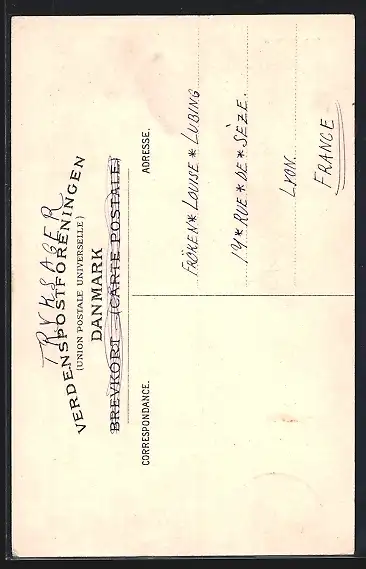 TRYKSAGER
VERDENSPOSTFORENINGEN
(UNION POSTALE UNIVERSELLE)
DANMARK
BREVKORT – (CARTE POSTALE)
CORRESPONDANCE.
ADRESSE.
FRÖKEN * LOUISE * LUBING
14 * RUE * DE * SÈZE.
LYON.
FRANCE